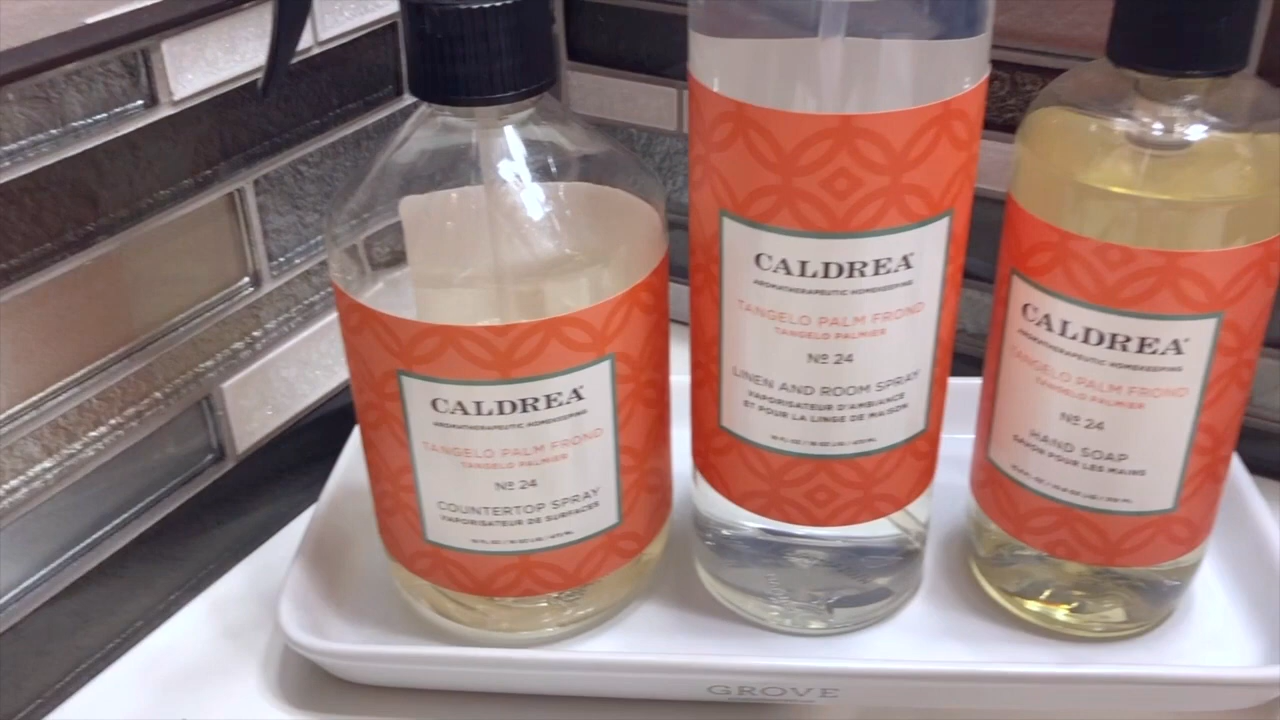 CALDREA
AROMATHERAPEUTIC HOMEKEEPING
TANGELO PALM FROND
TANGELO PALMIER
Nº 24
COUNTERTOP SPRAY
VAPORISATEUR DE SURFACES
CALDREA
AROMATHERAPEUTIC HOMEKEEPING
TANGELO PALM FROND
TANGELO PALMIER
Nº 24
LINEN AND ROOM SPRAY
VAPORISATEUR D'AMBIANCE
ET POUR LA LINGE DE MAISON
CALDREA
AROMATHERAPEUTIC HOMEKEEPING
TANGELO PALM FROND
TANGELO PALMIER
Nº 24
HAND SOAP
SAVON POUR LES MAINS
GROVE